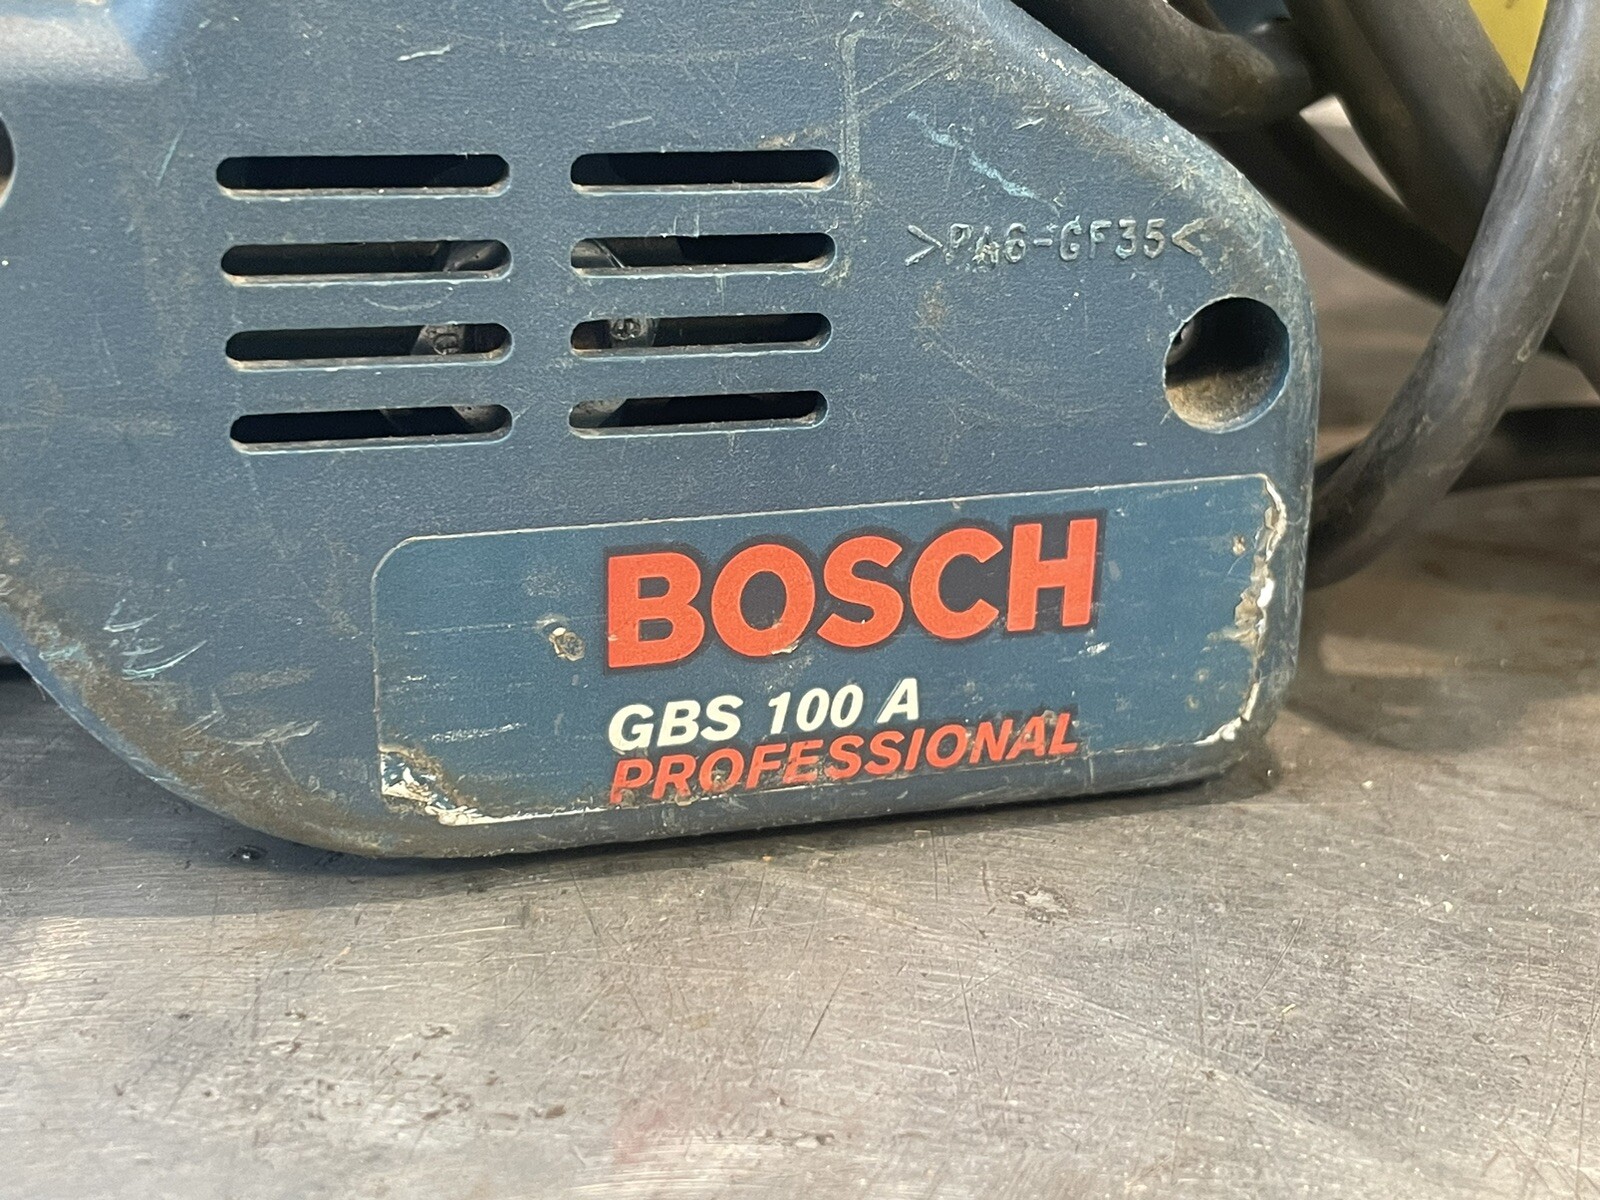 >PA6-GF35<
BOSCH
GBS 100 A
PROFESSIONAL